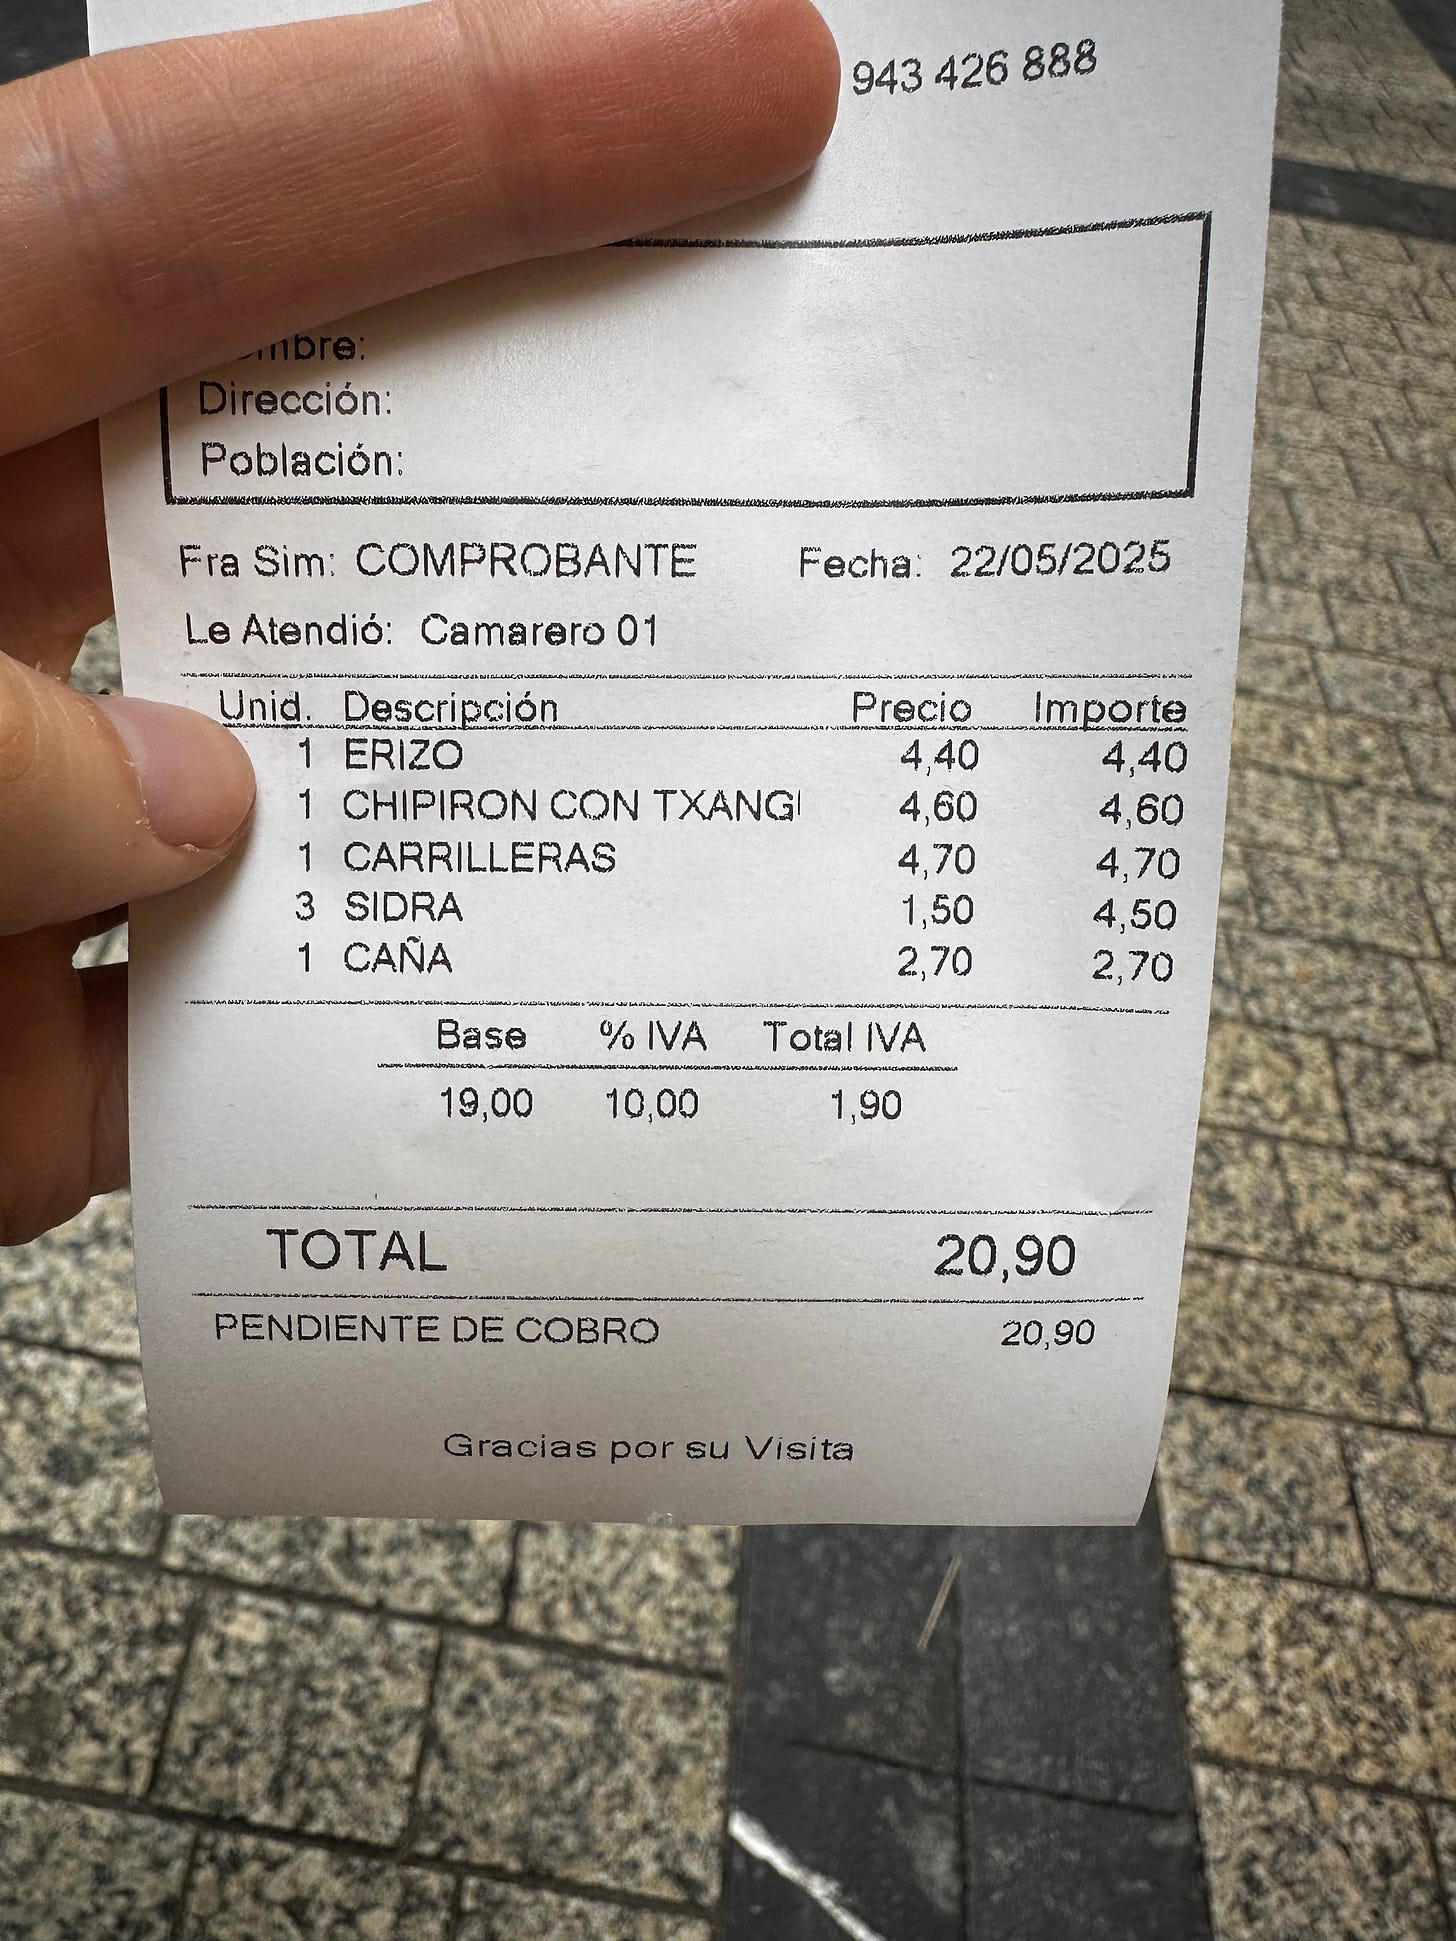 943 426 888
Dirección:
Población:
Fra Sim: COMPROBANTE Fecha: 22/05/2025
Le Atendió: Camarero 01
Unid. Descripción Precio Importe
1 ERIZO 4,40 4,40
1 CHIPIRON CON TXANG 4,60 4,60
1 CARRILLERAS 4,70 4,70
3 SIDRA 1,50 4,50
1 CAÑA 2,70 2,70
Base % IVA Total IVA
19,00 10,00 1,90
TOTAL 20,90
PENDIENTE DE COBRO 20,90
Gracias por su Visita